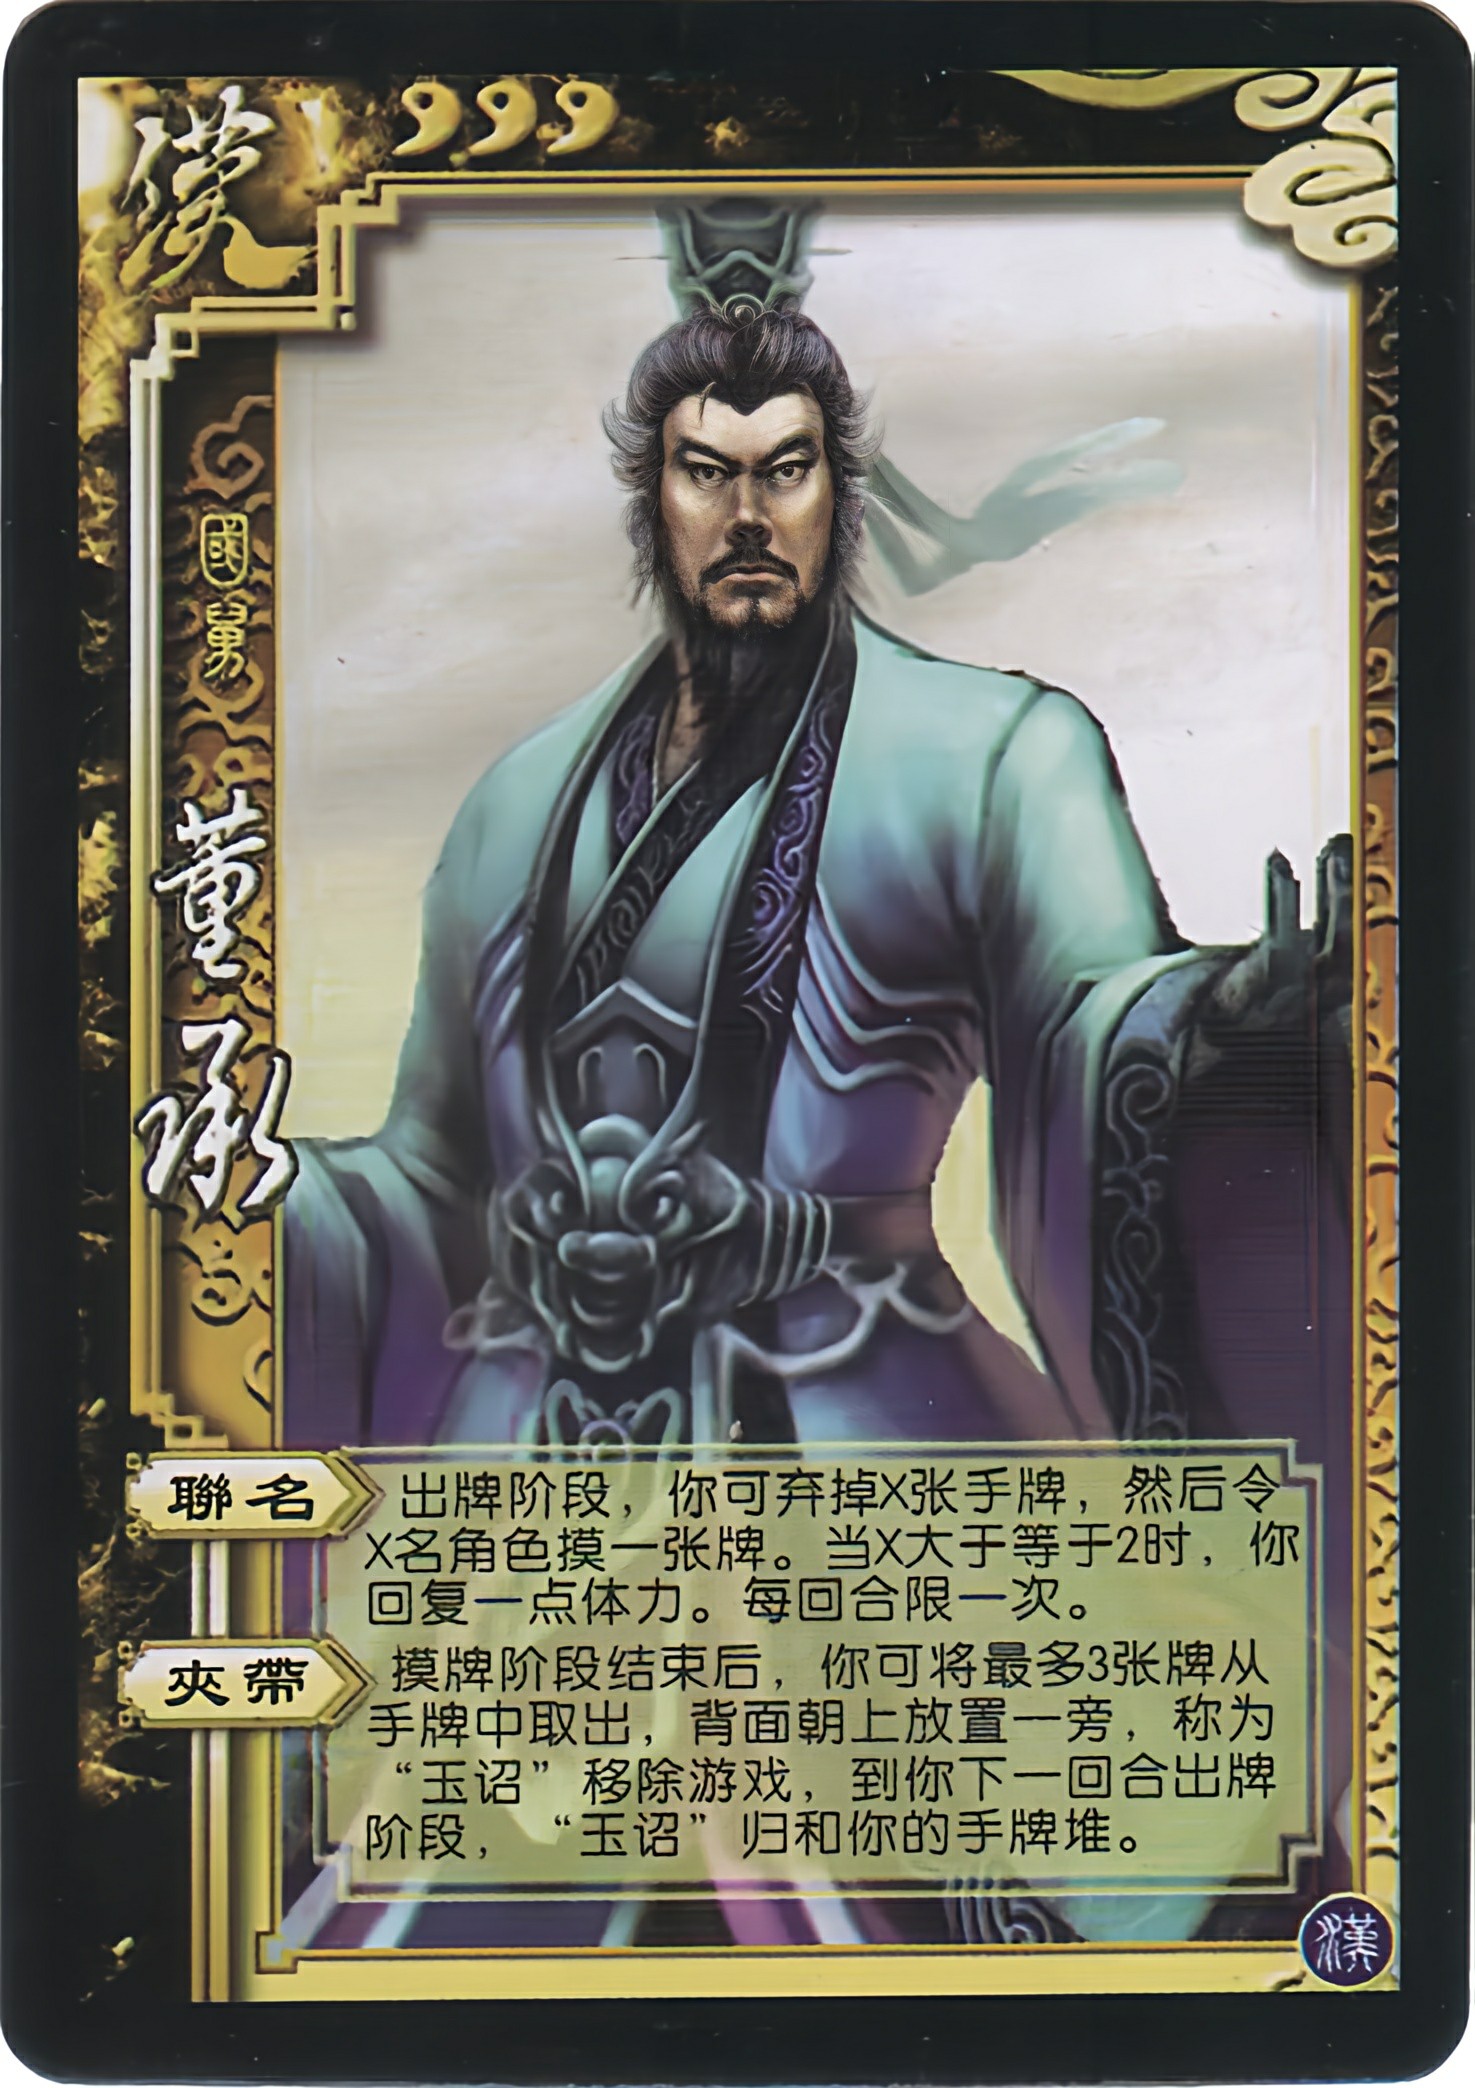 漢
國舅
董承
聯名
出牌阶段，你可弃掉X张手牌，然后令
X名角色摸一张牌。当X大于等于2时，你
回复一点体力。每回合限一次。
夾帶
摸牌阶段结束后，你可将最多3张牌从
手牌中取出，背面朝上放置一旁，称为
“玉诏”移除游戏，到你下一回合出牌
阶段，“玉诏”归和你的手牌堆。
漢